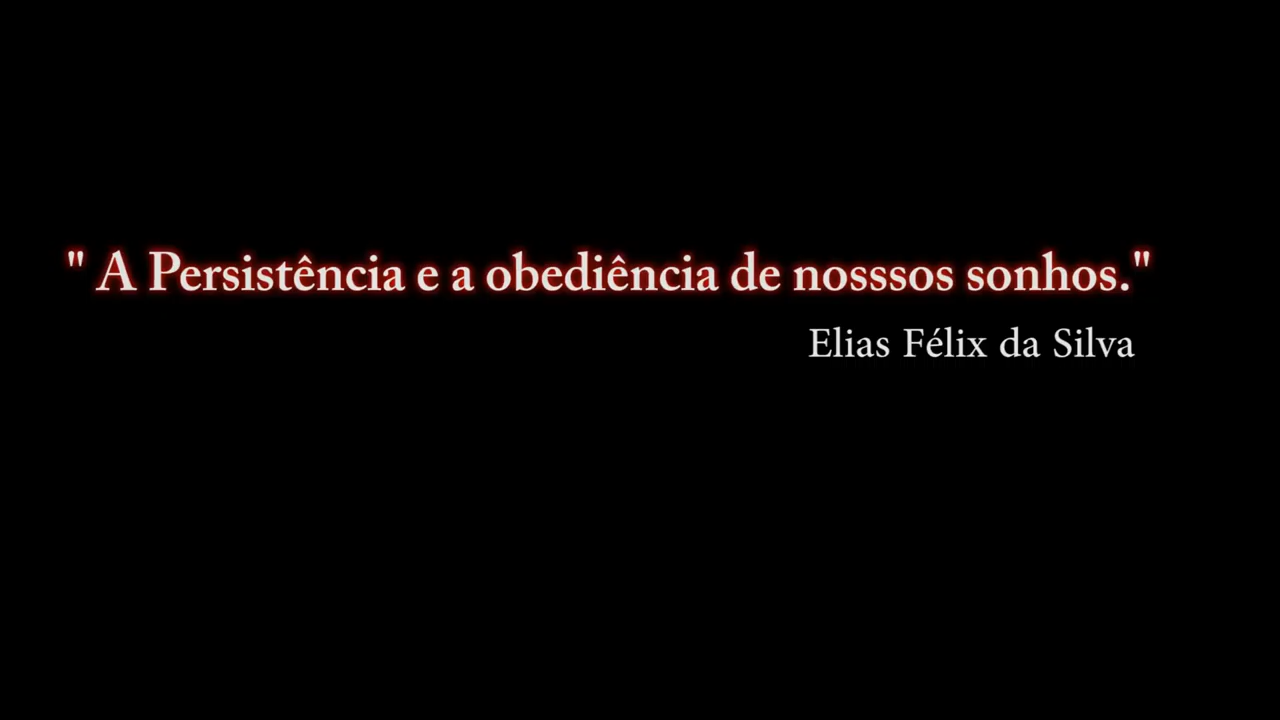 " A Persistência e a obediência de nosssos sonhos."
Elias Félix da Silva